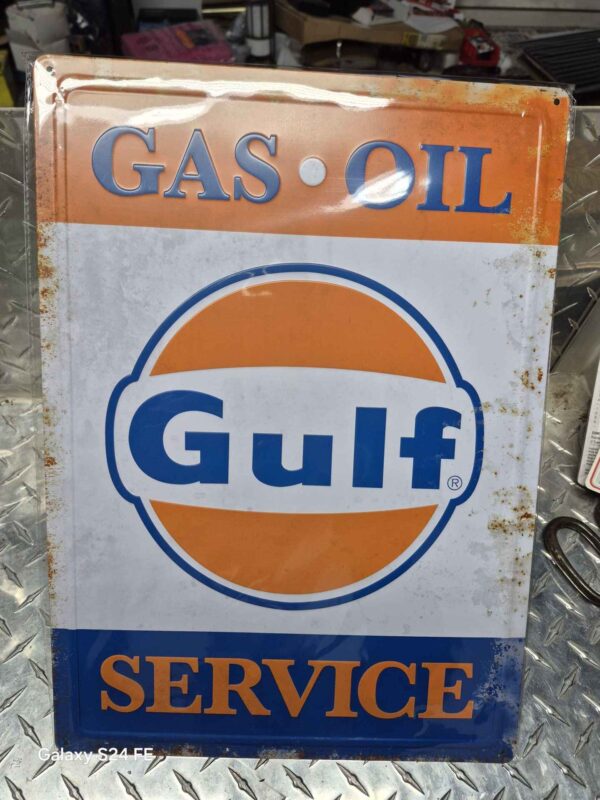 GAS • OIL
Gulf®
SERVICE
Galaxy S24 FE